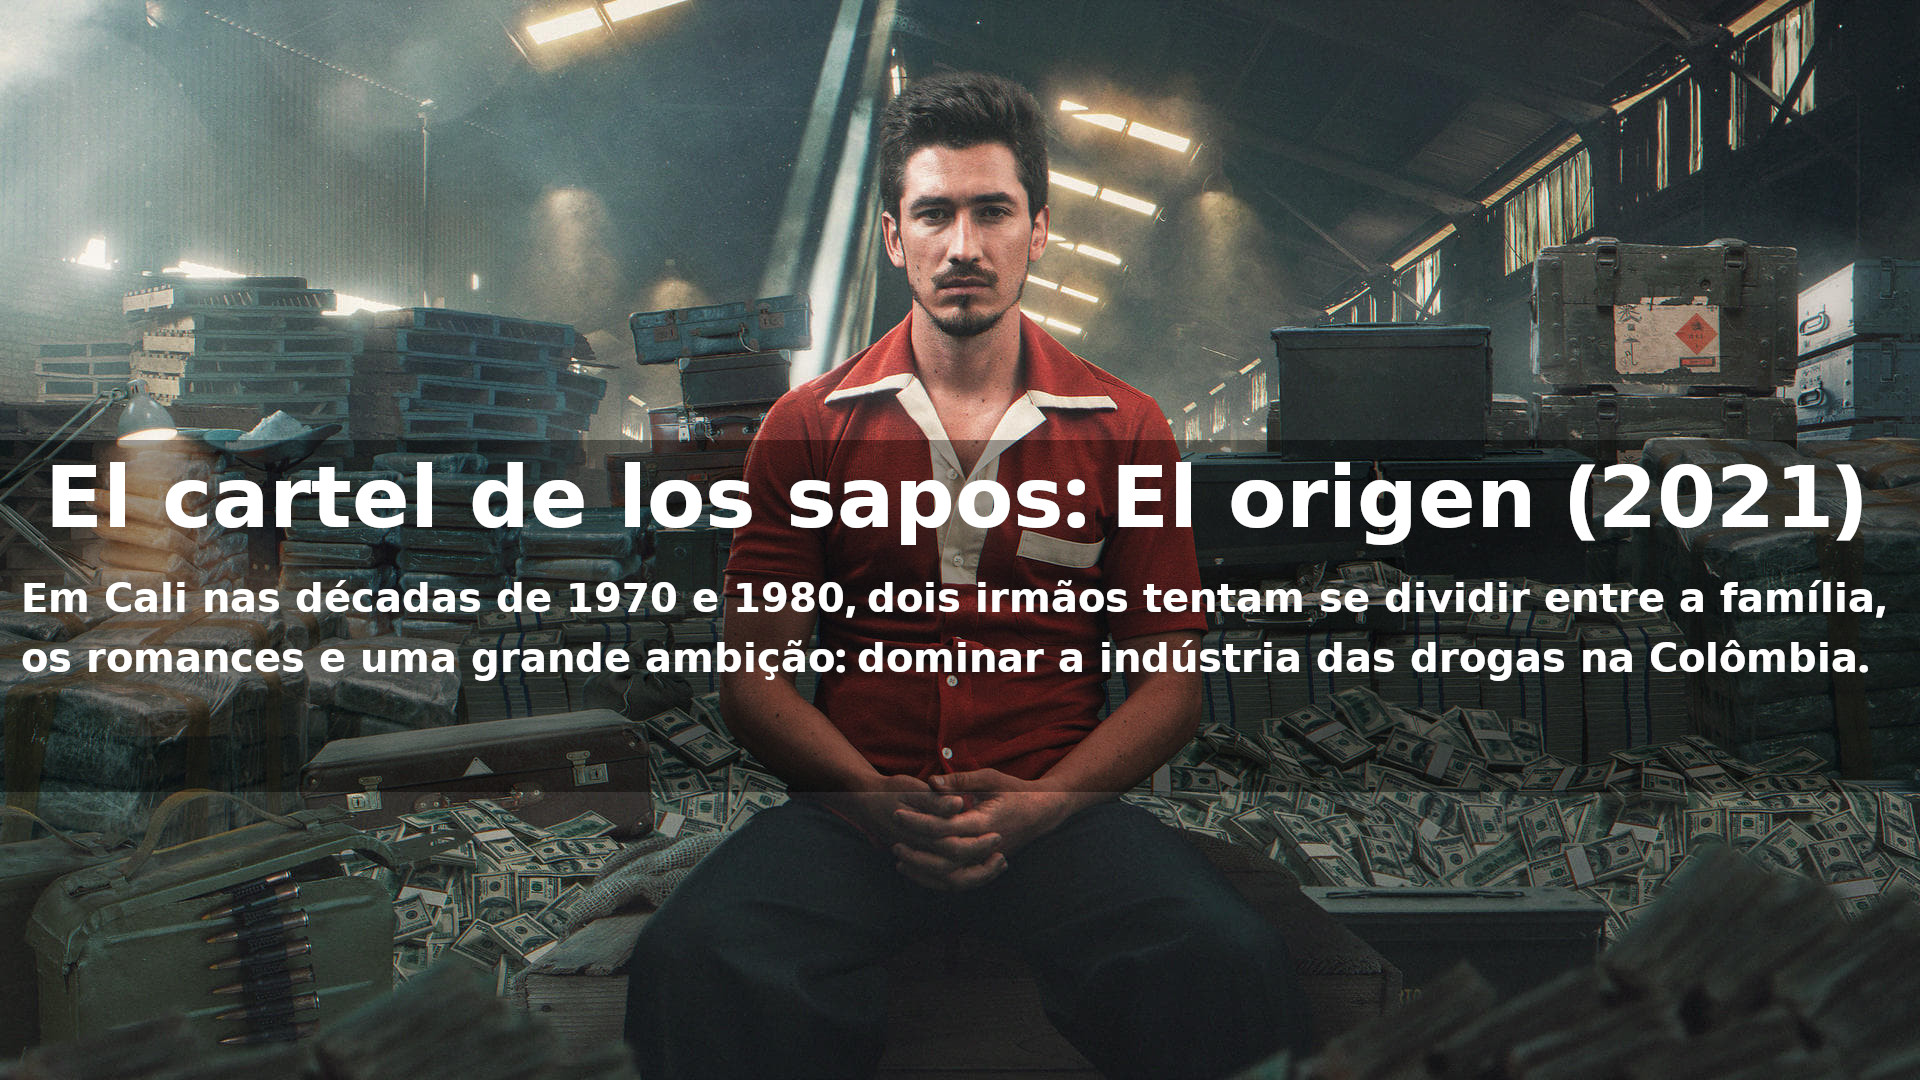 El cartel de los sapos: El origen (2021)
Em Cali nas décadas de 1970 e 1980, dois irmãos tentam se dividir entre a família,
os romances e uma grande ambição: dominar a indústria das drogas na Colômbia.